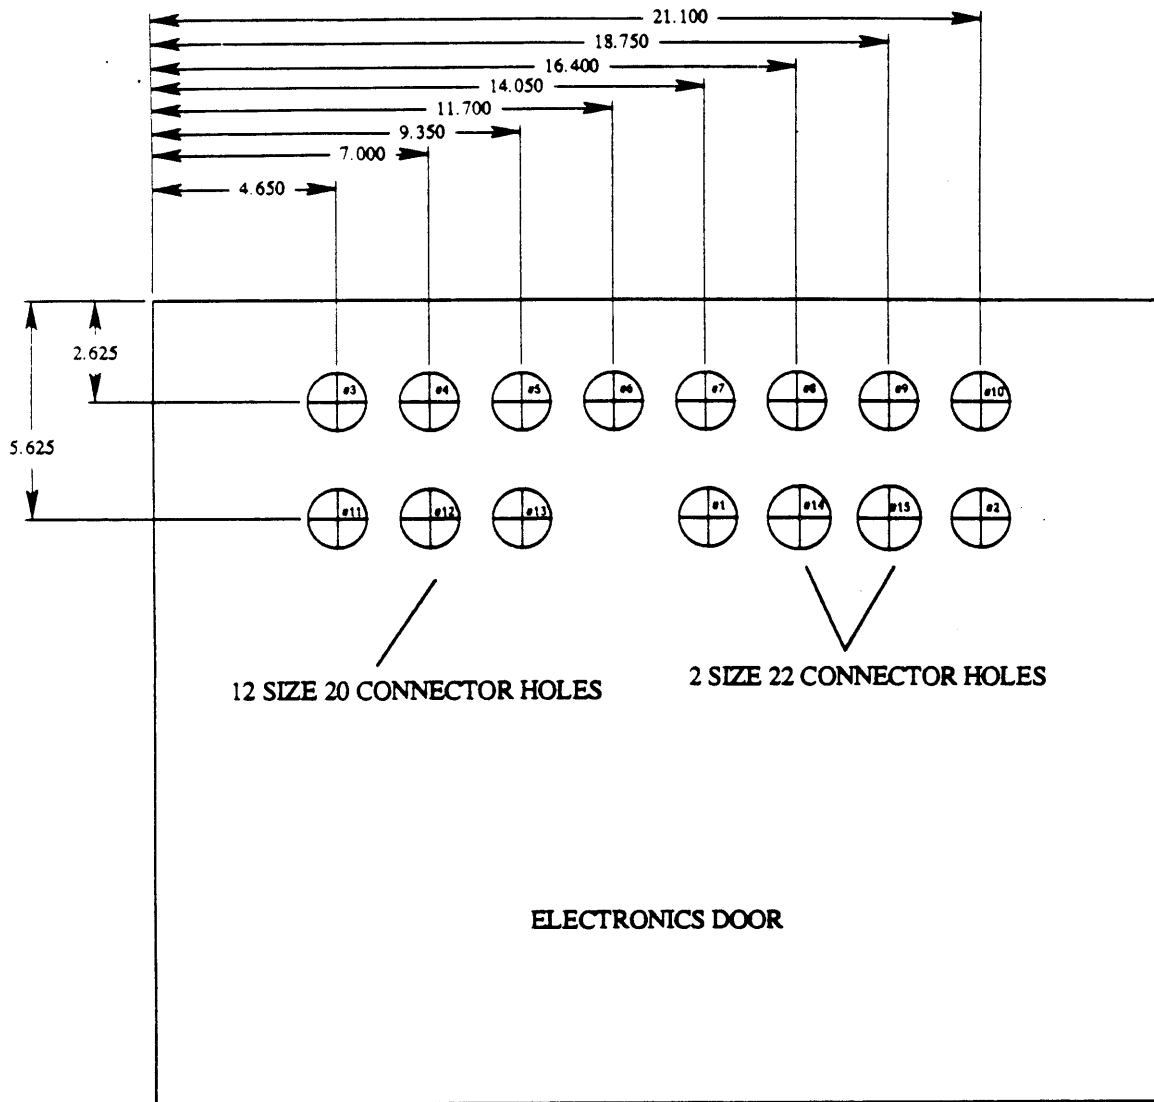 21.100
18.750
16.400
14.050
11.700
9.350
7.000
4.650
2.625
5.625
#3 #4 #5 #6 #7 #8 #9 #10
#11 #12 #13 #1 #14 #15 #2
12 SIZE 20 CONNECTOR HOLES
2 SIZE 22 CONNECTOR HOLES
ELECTRONICS DOOR